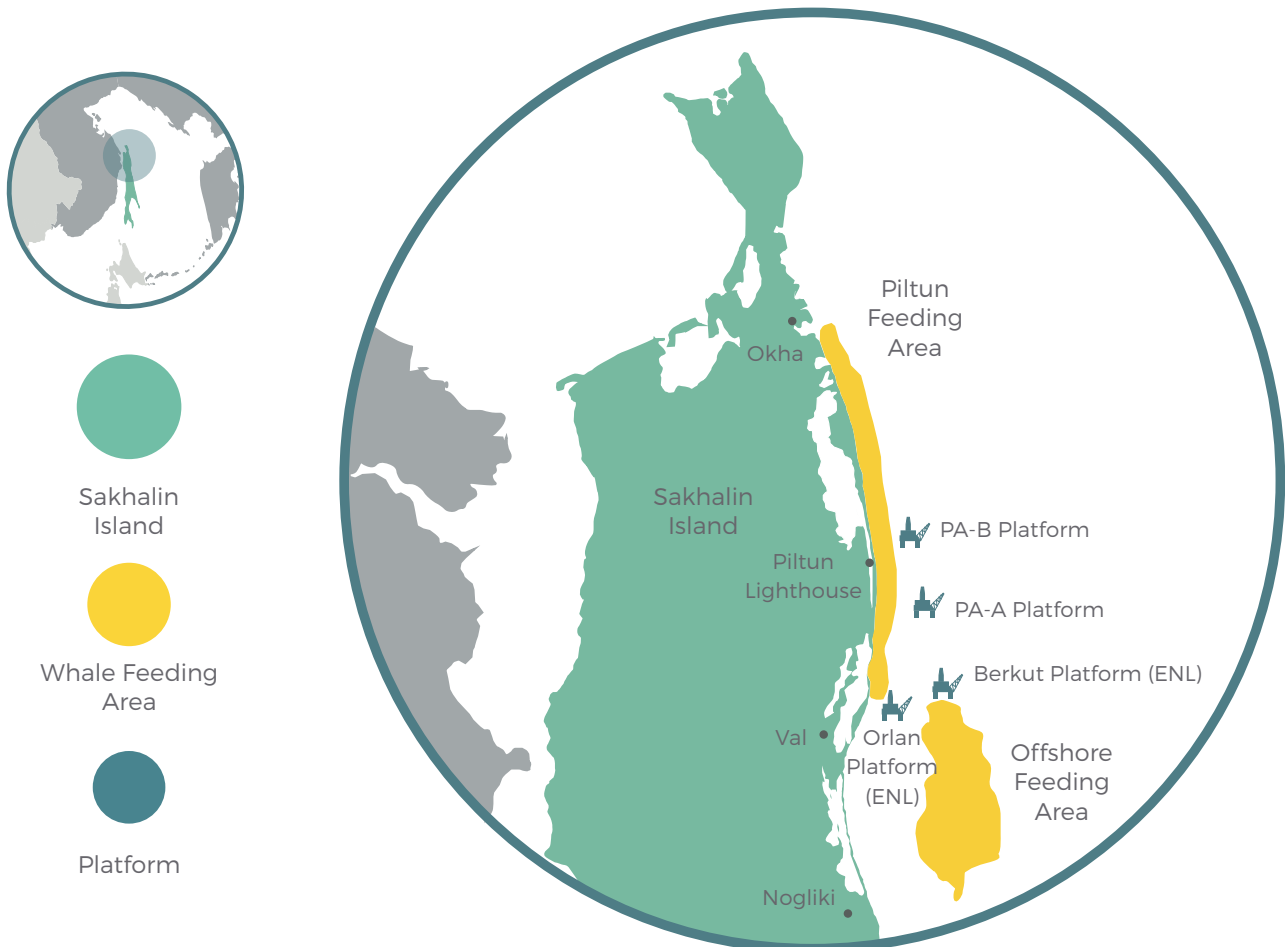 Sakhalin
Island
Whale Feeding
Area
Platform
Piltun
Feeding
Area
Okha
Sakhalin
Island
PA-B Platform
Piltun
Lighthouse
PA-A Platform
Berkut Platform (ENL)
Val
Orlan
Platform
(ENL)
Offshore
Feeding
Area
Nogliki